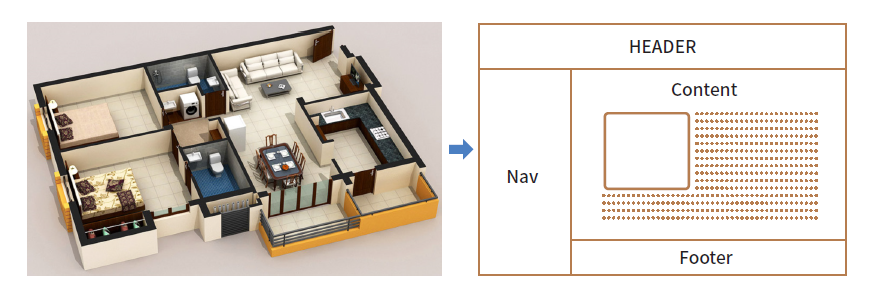 HEADER
Content
Nav
Footer